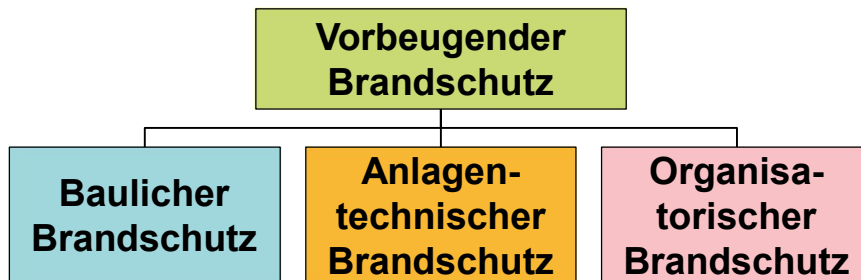 Vorbeugender
Brandschutz
Baulicher
Brandschutz
Anlagen-
technischer
Brandschutz
Organisa-
torischer
Brandschutz